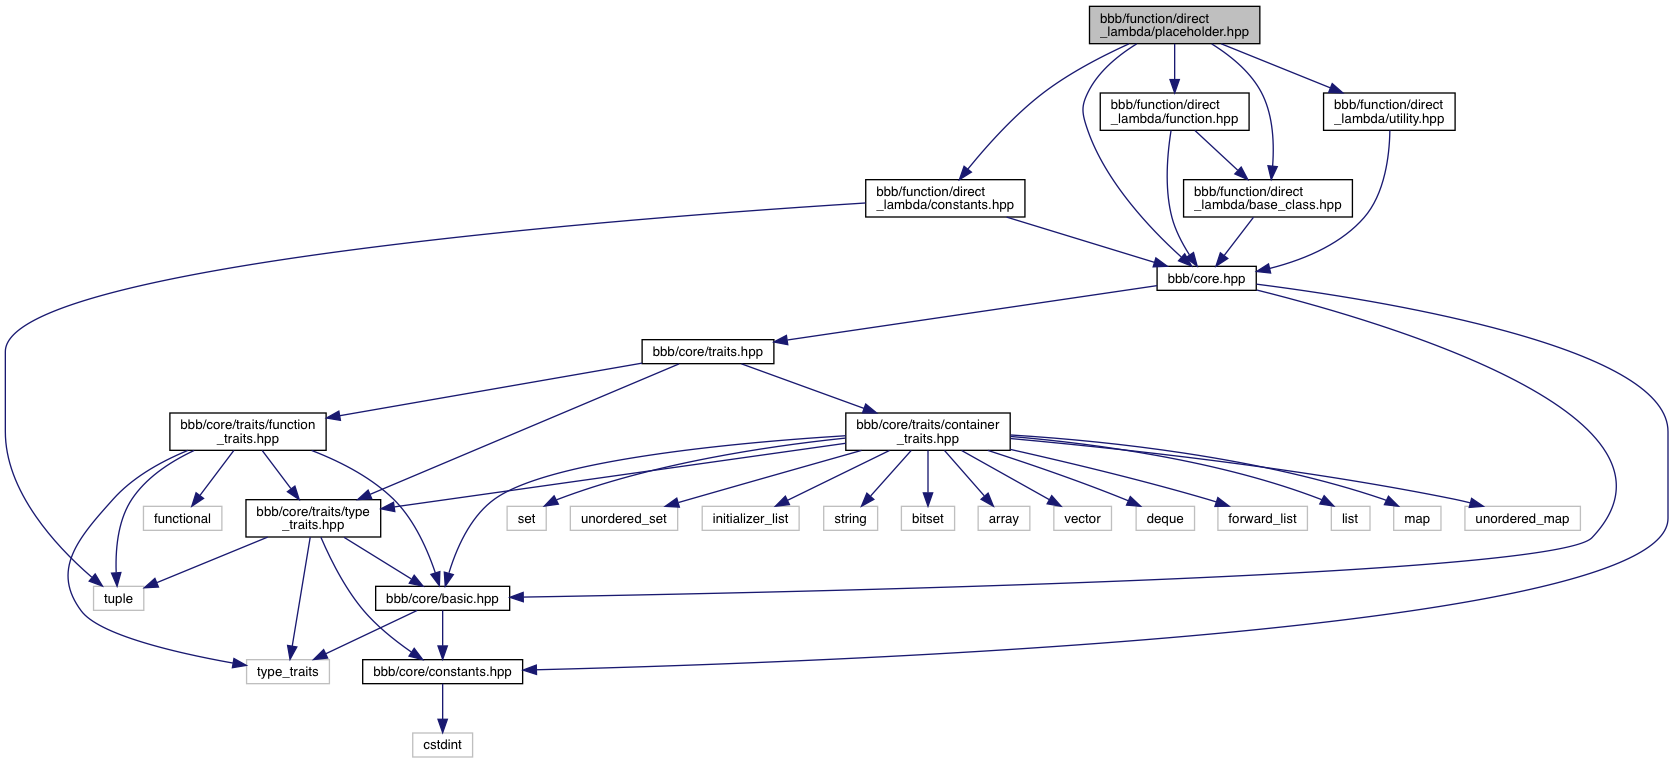 bbb/function/direct
_lambda/placeholder.hpp
bbb/function/direct
_lambda/function.hpp
bbb/function/direct
_lambda/utility.hpp
bbb/function/direct
_lambda/constants.hpp
bbb/function/direct
_lambda/base_class.hpp
bbb/core.hpp
bbb/core/traits.hpp
bbb/core/traits/function
_traits.hpp
bbb/core/traits/container
_traits.hpp
functional
bbb/core/traits/type
_traits.hpp
set
unordered_set
initializer_list
string
bitset
array
vector
deque
forward_list
list
map
unordered_map
tuple
bbb/core/basic.hpp
type_traits
bbb/core/constants.hpp
cstdint